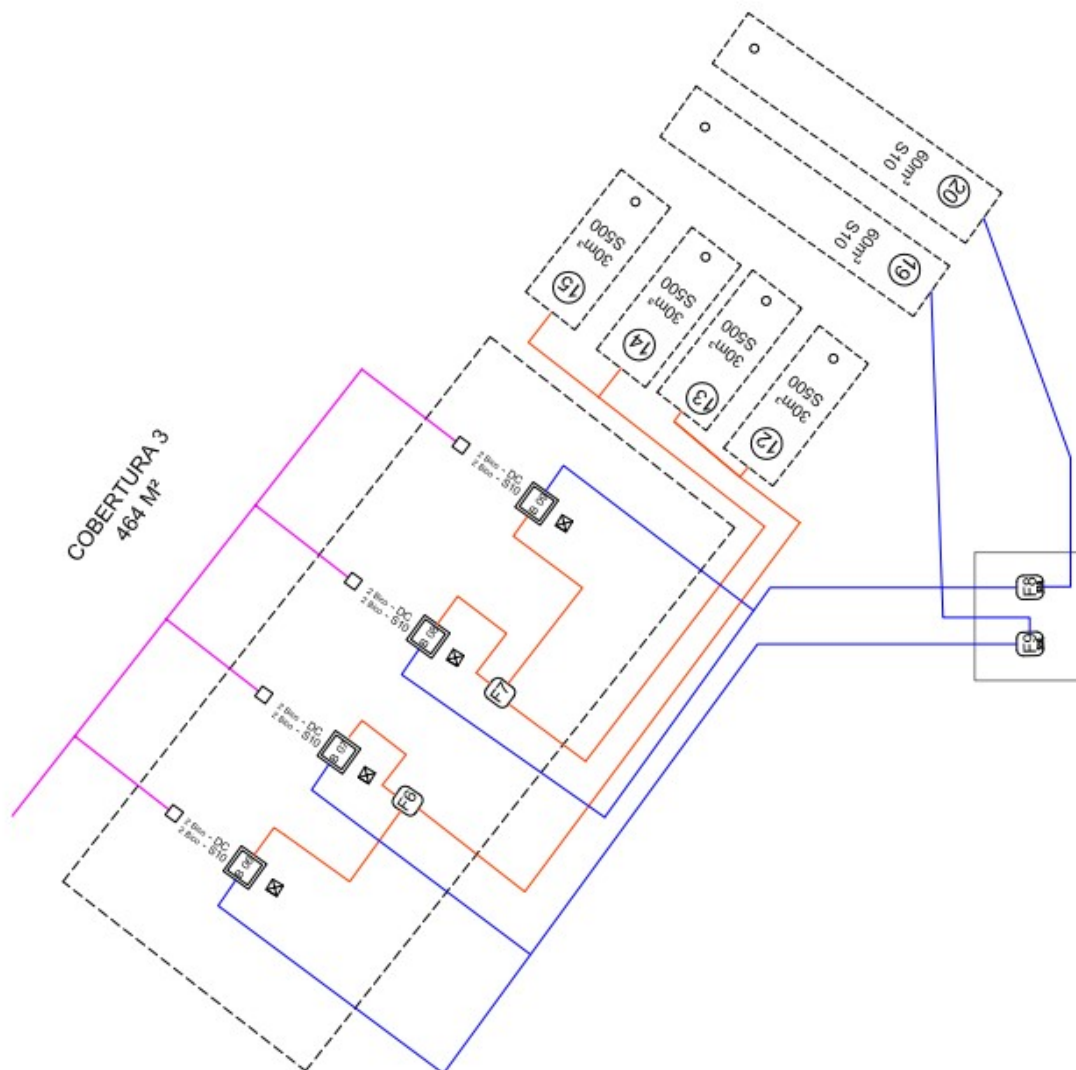 20
60m³
S10
19
60m³
S10
S500
30m³
15
S500
30m³
14
S500
30m³
13
S500
30m³
12
COBERTURA 3
464 M²
2 Bico - DC
2 Bico - S10
2 Bico - DC
2 Bico - S10
F7
2 Bico - DC
2 Bico - S10
F6
2 Bico - DC
2 Bico - S10
F8
F9